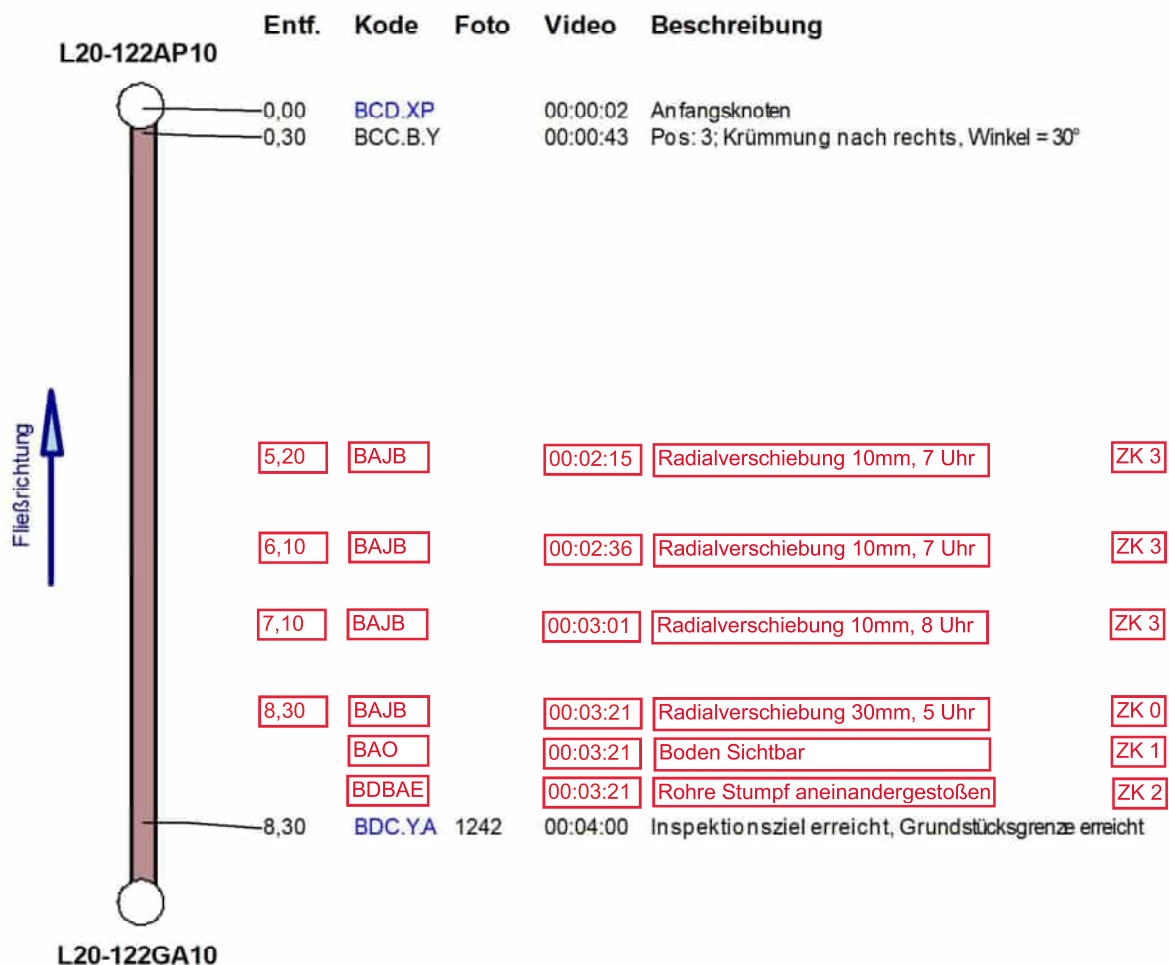 Entf. Kode Foto Video Beschreibung
L20-122AP10
0,00 BCD.XP 00:00:02 Anfangsknoten
0,30 BCC.B.Y 00:00:43 Pos: 3; Krümmung nach rechts, Winkel = 30°
Fließrichtung
5,20 BAJB 00:02:15 Radialverschiebung 10mm, 7 Uhr ZK 3
6,10 BAJB 00:02:36 Radialverschiebung 10mm, 7 Uhr ZK 3
7,10 BAJB 00:03:01 Radialverschiebung 10mm, 8 Uhr ZK 3
8,30 BAJB 00:03:21 Radialverschiebung 30mm, 5 Uhr ZK 0
BAO 00:03:21 Boden Sichtbar ZK 1
BDBAE 00:03:21 Rohre Stumpf aneinandergestoßen ZK 2
8,30 BDC.Y.A 1242 00:04:00 Inspektionsziel erreicht, Grundstücksgrenze erreicht
L20-122GA10